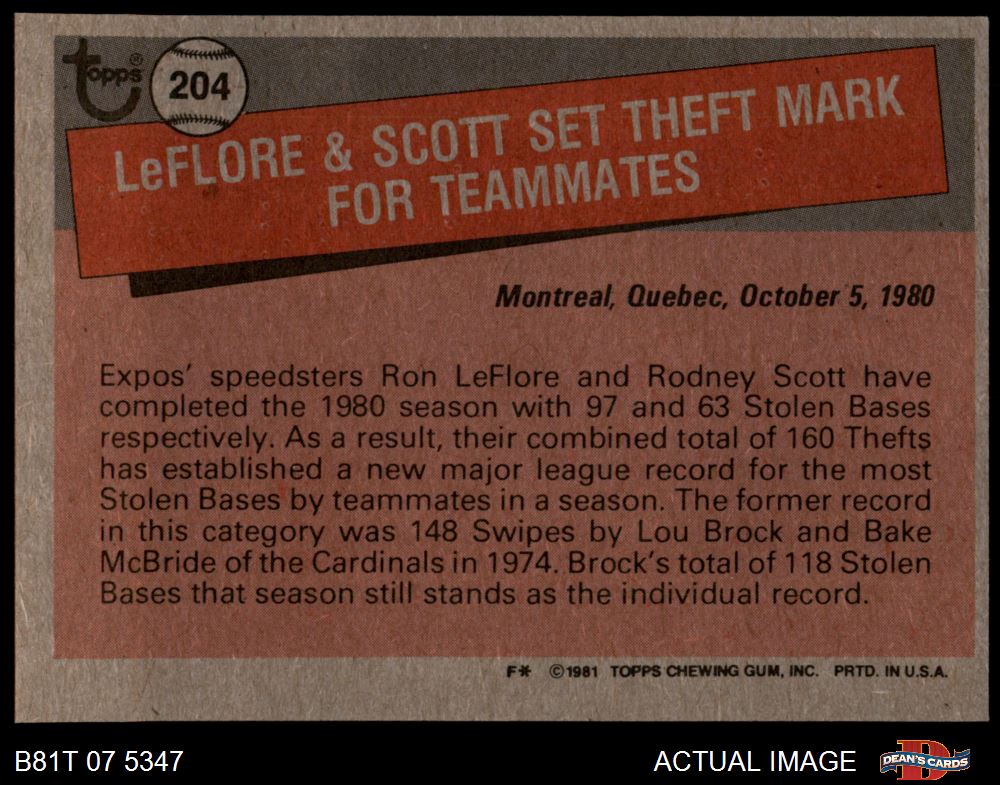 Topps®
204
LeFLORE & SCOTT SET THEFT MARK
FOR TEAMMATES
Montreal, Quebec, October 5, 1980
Expos' speedsters Ron LeFlore and Rodney Scott have
completed the 1980 season with 97 and 63 Stolen Bases
respectively. As a result, their combined total of 160 Thefts
has established a new major league record for the most
Stolen Bases by teammates in a season. The former record
in this category was 148 Swipes by Lou Brock and Bake
McBride of the Cardinals in 1974. Brock's total of 118 Stolen
Bases that season still stands as the individual record.
F* ©1981 TOPPS CHEWING GUM, INC. PRTD. IN U.S.A.
B81T 07 5347 ACTUAL IMAGE D DEAN'S CARDS